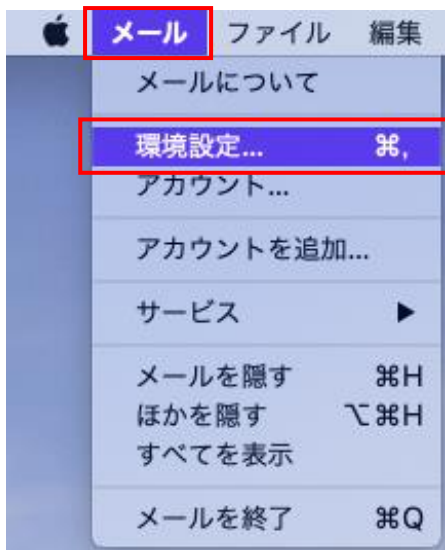 メール ファイル 編集
メールについて
環境設定... ⌘,
アカウント...
アカウントを追加...
サービス ▶
メールを隠す ⌘H
ほかを隠す ⌥⌘H
すべてを表示
メールを終了 ⌘Q